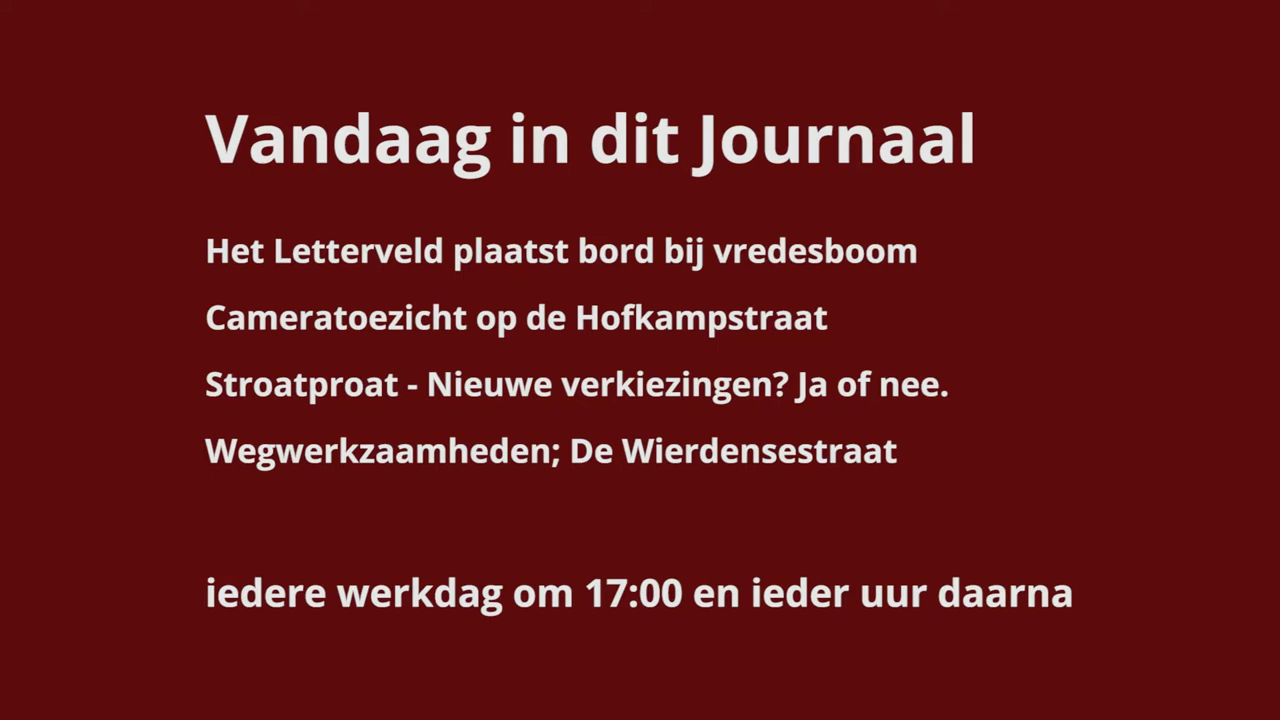 Vandaag in dit Journaal
Het Letterveld plaatst bord bij vredesboom
Cameratoezicht op de Hofkampstraat
Stroatproat - Nieuwe verkiezingen? Ja of nee.
Wegwerkzaamheden; De Wierdensestraat
iedere werkdag om 17:00 en ieder uur daarna